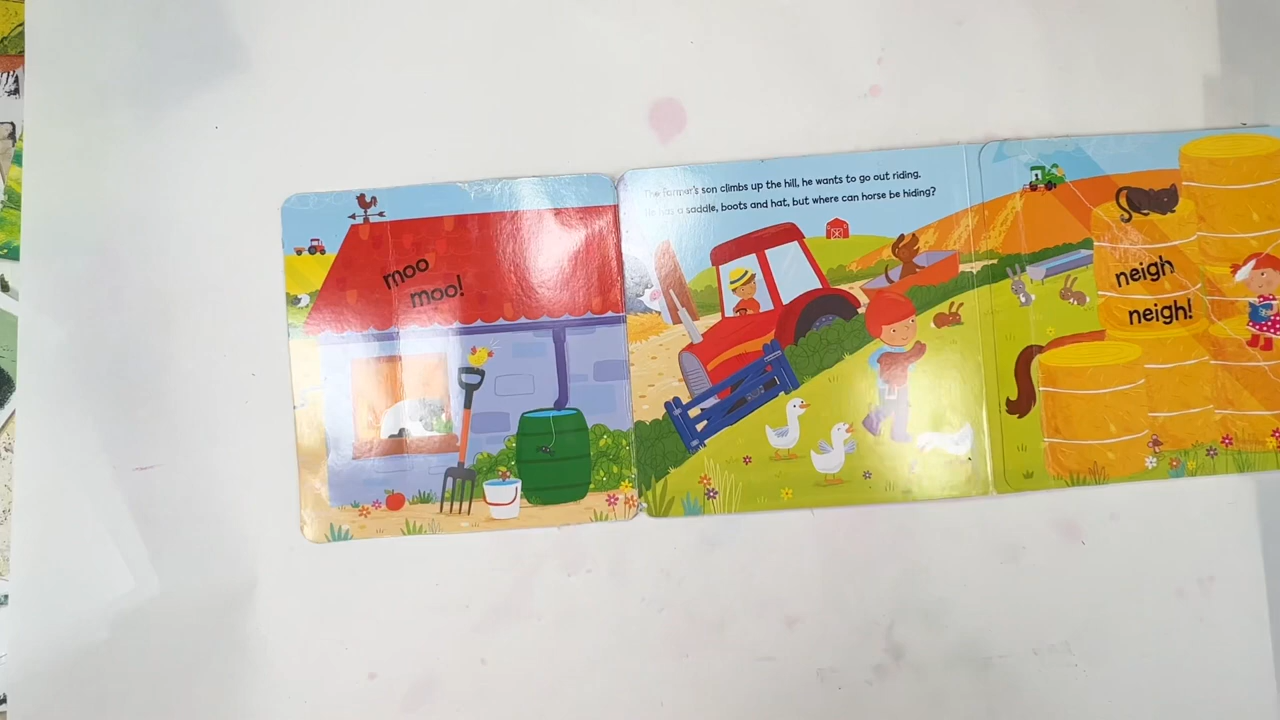 moo
moo!
The farmer's son climbs up the hill, he wants to go out riding.
He has a saddle, boots and hat, but where can horse be hiding?
neigh
neigh!